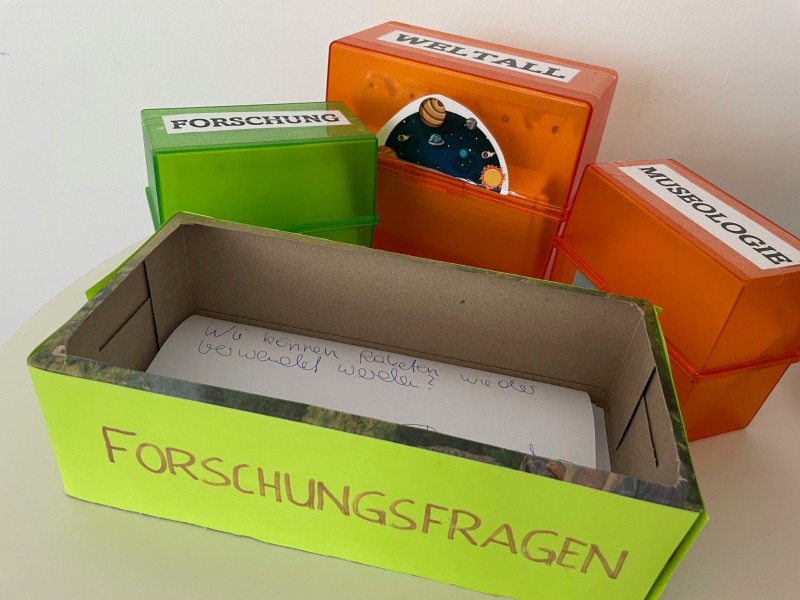 WELTALL
FORSCHUNG
MUSEOLOGIE
Wie können Raketen wieder
verwendet werden?
FORSCHUNGSFRAGEN